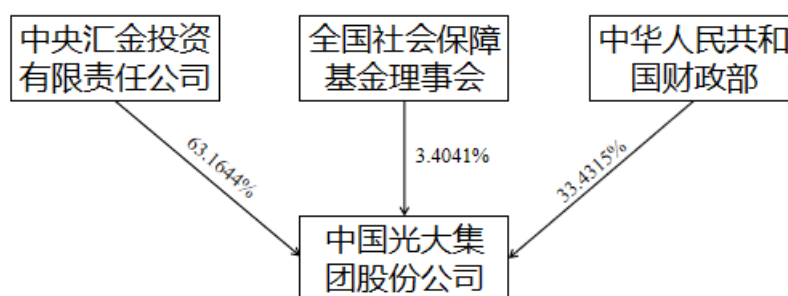 中央汇金投资
有限责任公司
全国社会保障
基金理事会
中华人民共和
国财政部
63.1644%
3.4041%
33.4315%
中国光大集
团股份公司